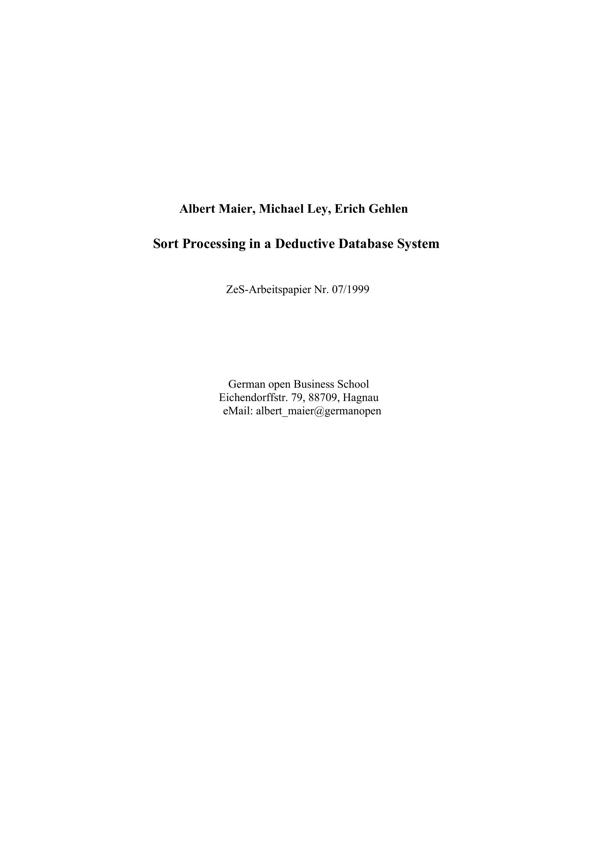 Albert Maier, Michael Ley, Erich Gehlen
Sort Processing in a Deductive Database System
ZeS-Arbeitspapier Nr. 07/1999
German open Business School
Eichendorffstr. 79, 88709, Hagnau
eMail: albert_maier@germanopen